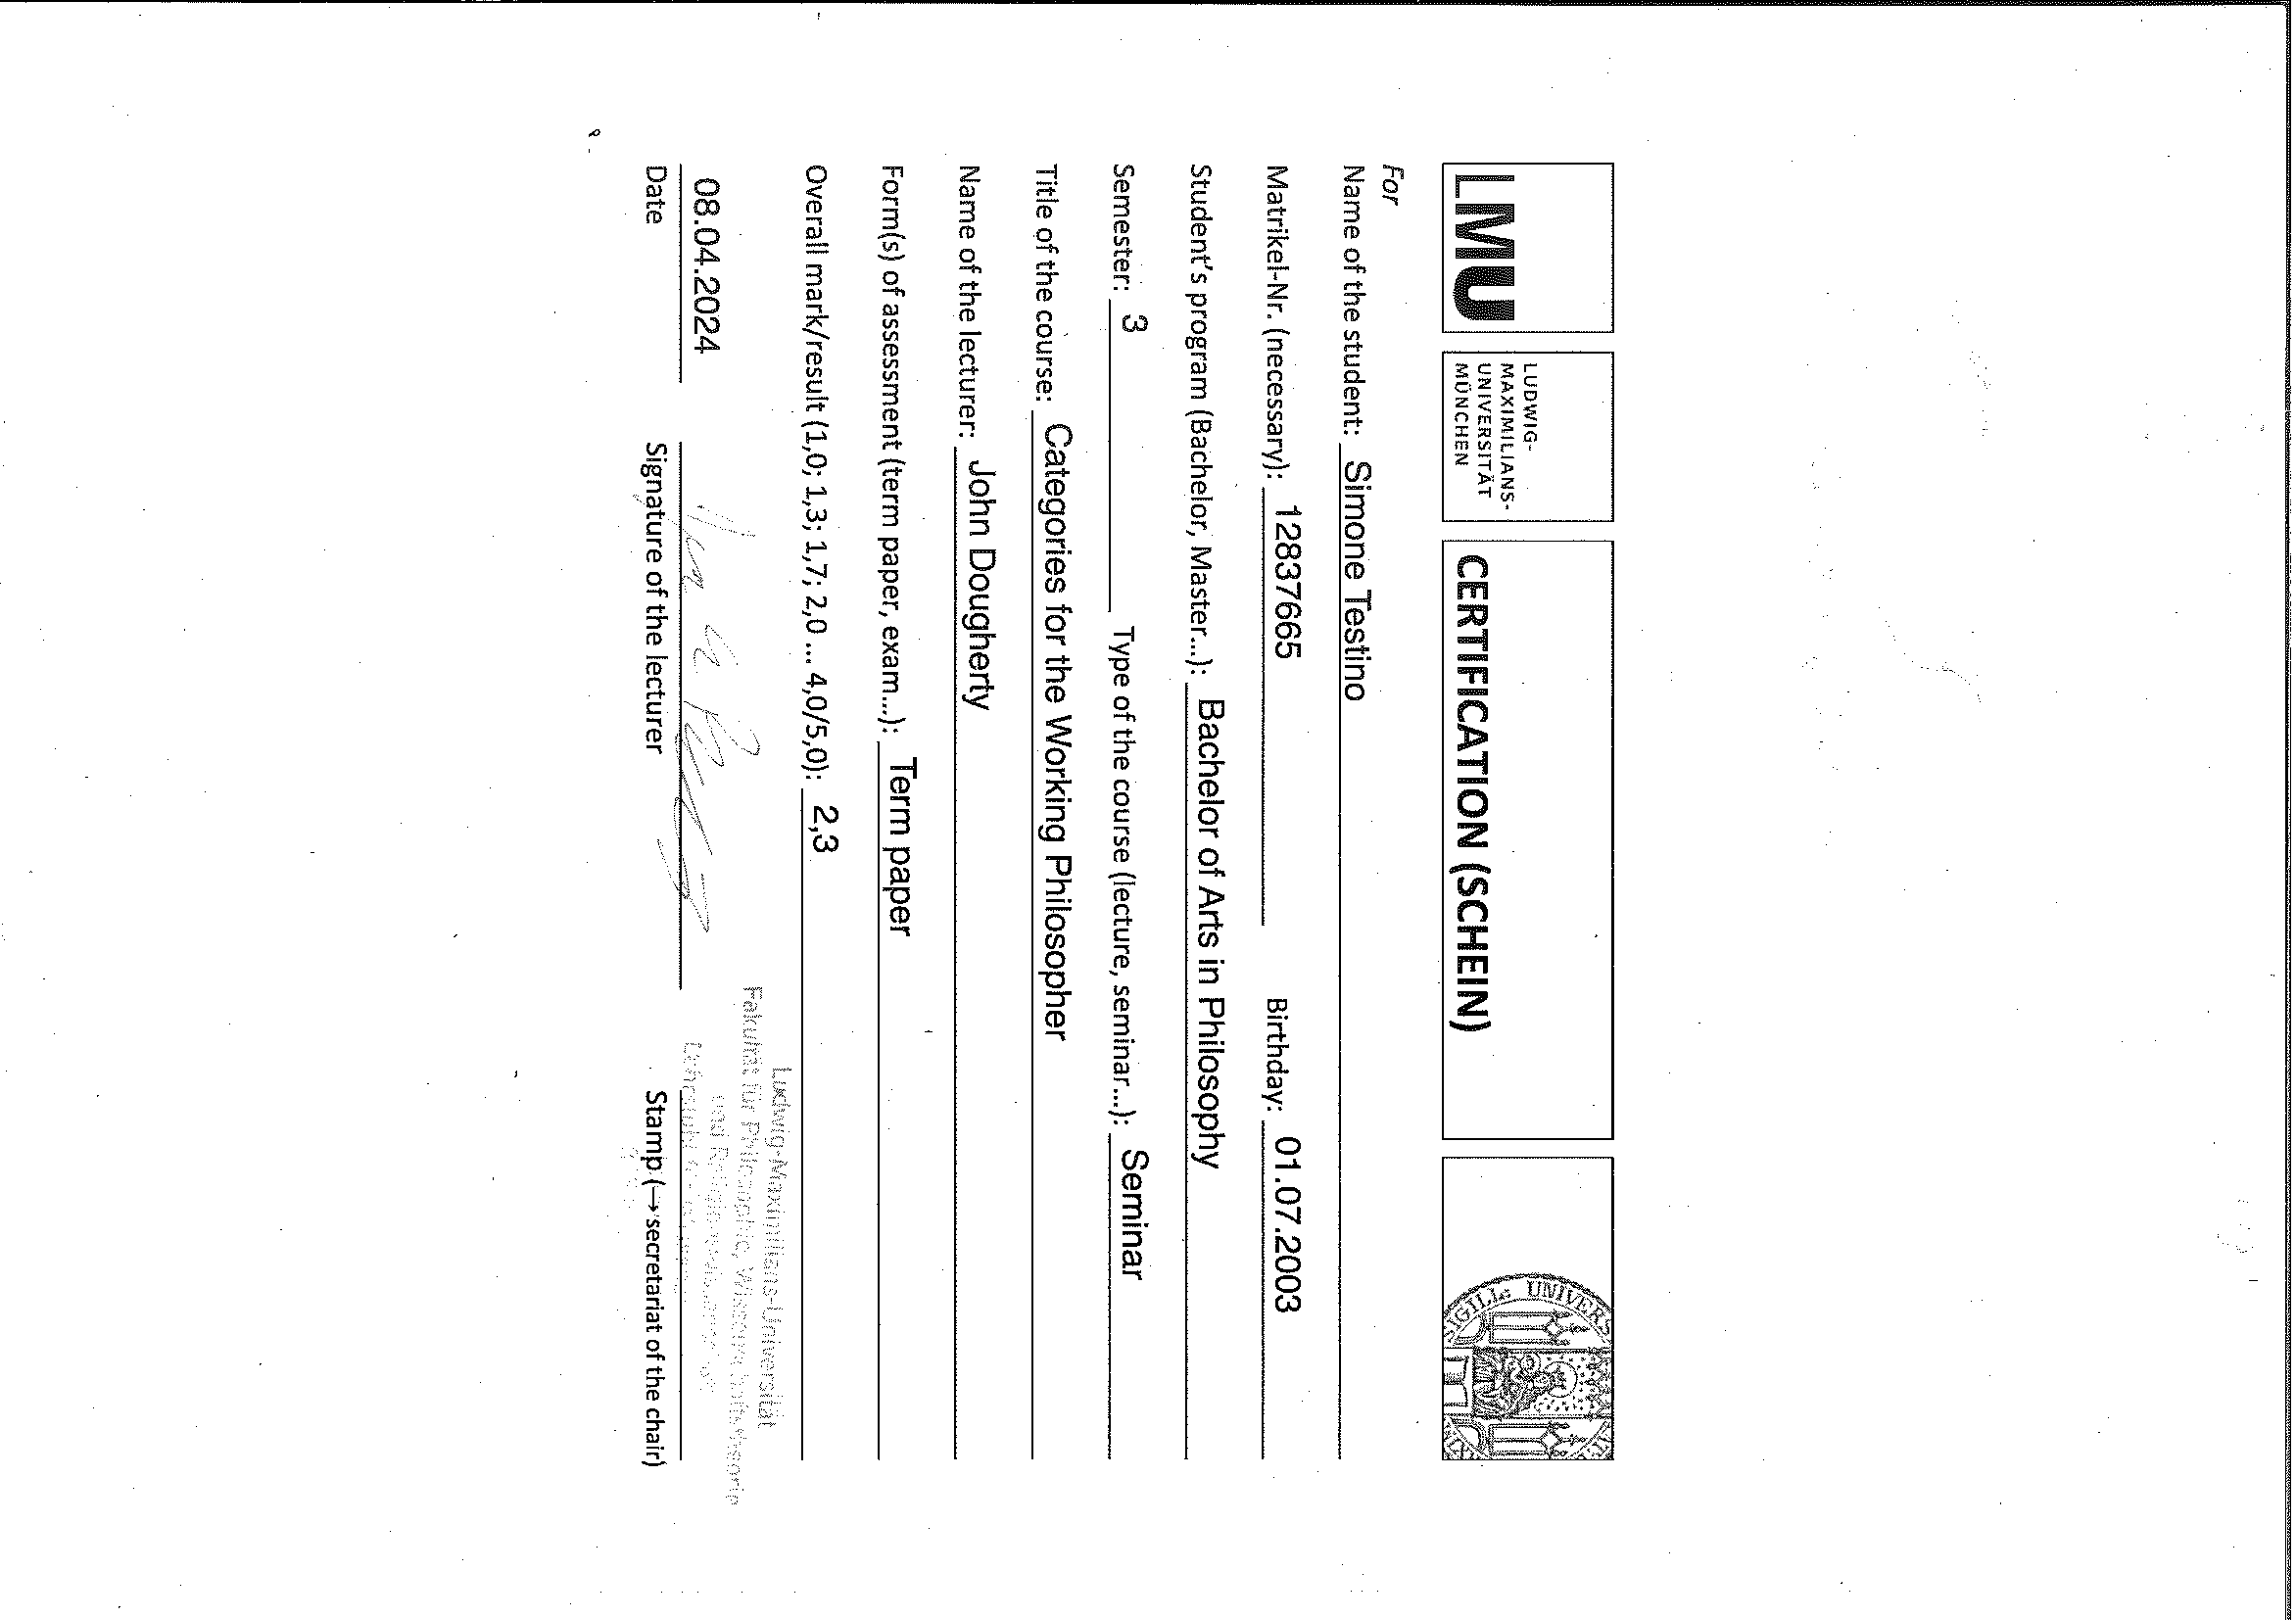 LMU
LUDWIG-
MAXIMILIANS-
UNIVERSITÄT
MÜNCHEN
CERTIFICATION (SCHEIN)
SIGILL UNIVERS
For
Name of the student: Simone Testino
Matrikel-Nr. (necessary): 12837665 Birthday: 01.07.2003
Student's program (Bachelor, Master...): Bachelor of Arts in Philosophy
Semester: 3 Type of the course (lecture, seminar...): Seminar
Title of the course: Categories for the Working Philosopher
Name of the lecturer: John Dougherty
Form(s) of assessment (term paper, exam...): Term paper
Overall mark/result (1,0; 1,3; 1,7; 2,0 ... 4,0/5,0): 2,3
Ludwig-Maximilians-Universität
Fakultät für Philosophie, Wissenschaftstheorie
und
08.04.2024
Date Signature of the lecturer Stamp (→ secretariat of the chair)